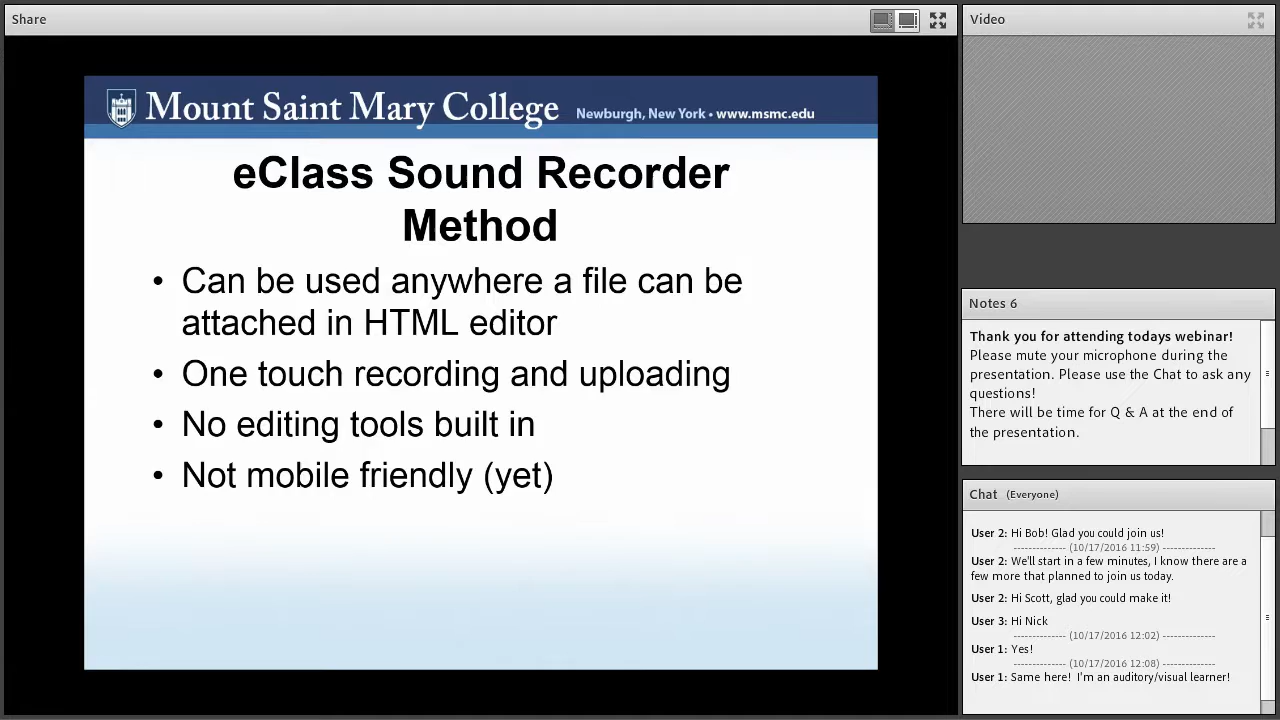 Share
Mount Saint Mary College Newburgh, New York • www.msmc.edu
eClass Sound Recorder
Method
• Can be used anywhere a file can be
attached in HTML editor
• One touch recording and uploading
• No editing tools built in
• Not mobile friendly (yet)
Video
Notes 6
Thank you for attending todays webinar!
Please mute your microphone during the
presentation. Please use the Chat to ask any
questions!
There will be time for Q & A at the end of
the presentation.
Chat (Everyone)
User 2: Hi Bob! Glad you could join us!
-------------- (10/17/2016 11:59) --------------
User 2: We'll start in a few minutes, I know there are a
few more that planned to join us today.
User 2: Hi Scott, glad you could make it!
User 3: Hi Nick
-------------- (10/17/2016 12:02) --------------
User 1: Yes!
-------------- (10/17/2016 12:08) --------------
User 1: Same here! I'm an auditory/visual learner!